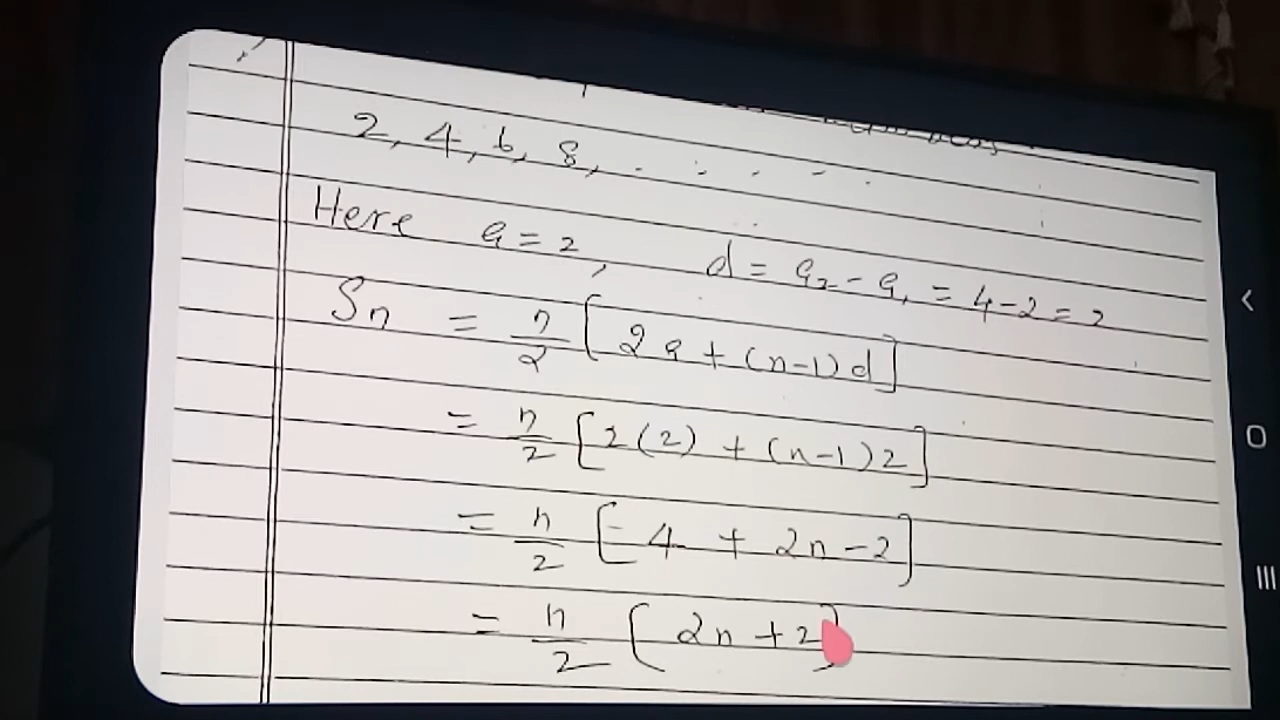 2, 4, 6, 8, . . . . .
Here a = 2, d = a₂ - a₁ = 4 - 2 = 2
Sn = n/2 [2a + (n-1)d]
= n/2 [2(2) + (n-1)2]
= n/2 [4 + 2n - 2]
= n/2 [2n + 2]